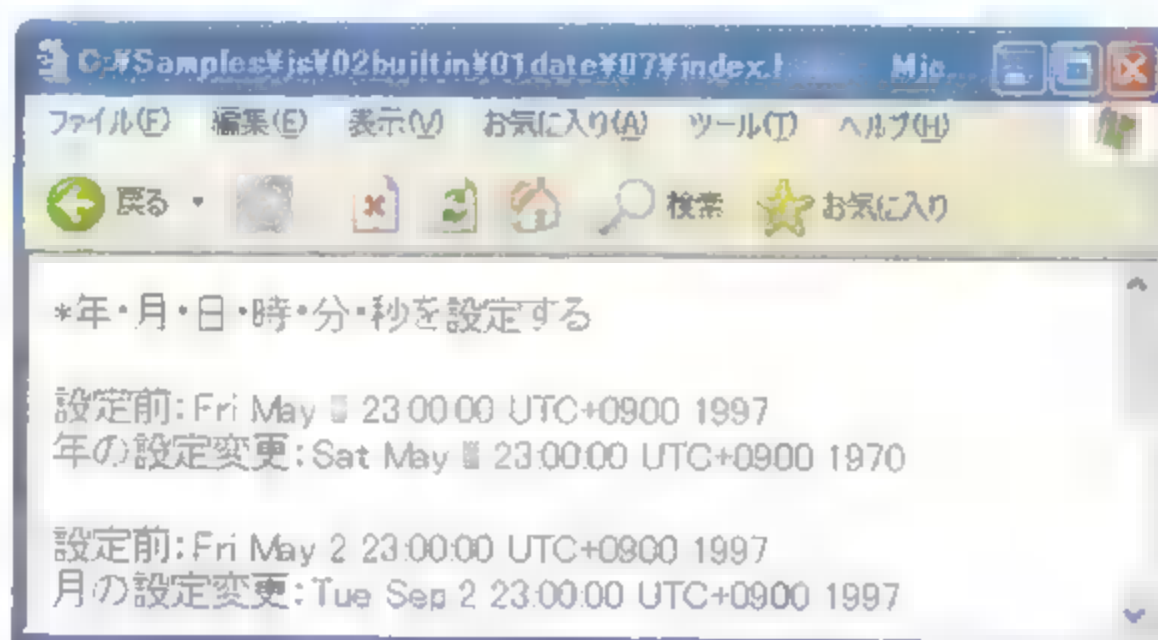 C:¥Samples¥js¥02builtin¥01date¥07¥index.
ファイル(F) 編集(E) 表示(V) お気に入り(A) ツール(T) ヘルプ(H)
戻る 検索 お気に入り
*年・月・日・時・分・秒を設定する
設定前:Fri May 23:00:00 UTC+0900 1997
年の設定変更:Sat May 23:00:00 UTC+0900 1970
設定前:Fri May 2 23:00:00 UTC+0900 1997
月の設定変更:Tue Sep 2 23:00:00 UTC+0900 1997